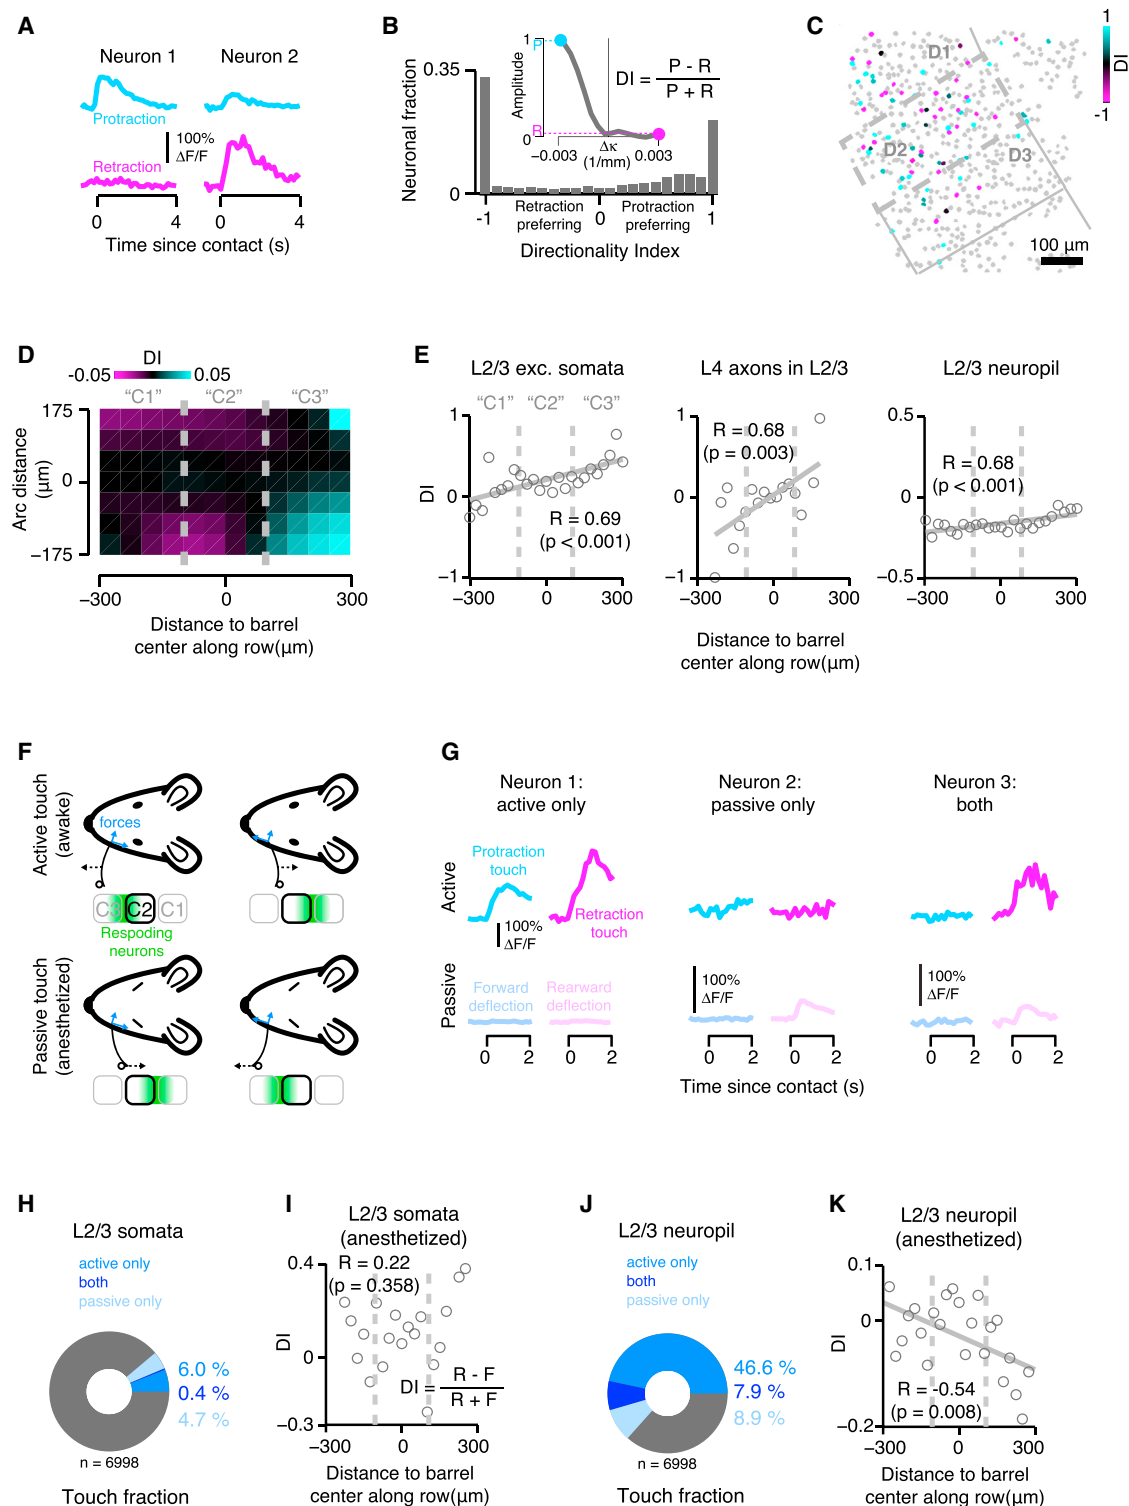 A
Neuron 1
Neuron 2
Protraction
100%
ΔF/F
Retraction
0
4
0
4
Time since contact (s)
B
Neuronal fraction
0.35
0
1
P
Amplitude
R
0
−0.003
Δκ
(1/mm)
0.003
DI = P - R / P + R
Retraction
preferring
Protraction
preferring
-1
0
1
Directionality Index
C
D1
D2
D3
1
DI
-1
100 µm
D
DI
-0.05
0.05
“C1”
“C2”
“C3”
Arc distance
(µm)
175
0
−175
−300
0
300
Distance to barrel
center along row(µm)
E
L2/3 exc. somata
“C1”
“C2”
“C3”
DI
1
0
−1
R = 0.69
(p < 0.001)
−300
0
300
L4 axons in L2/3
1
0
−1
R = 0.68
(p = 0.003)
−300
0
300
Distance to barrel
center along row(µm)
L2/3 neuropil
0.5
0
−0.5
R = 0.68
(p < 0.001)
−300
0
300
F
Active touch
(awake)
forces
C3
C2
C1
Respoding
neurons
Passive touch
(anesthetized)
G
Neuron 1:
active only
Neuron 2:
passive only
Neuron 3:
both
Active
Protraction
touch
100%
ΔF/F
Retraction
touch
Passive
Forward
deflection
Rearward
deflection
100%
ΔF/F
100%
ΔF/F
0
2
0
2
0
2
0
2
0
2
0
2
Time since contact (s)
H
L2/3 somata
active only
both
passive only
6.0 %
0.4 %
4.7 %
n = 6998
Touch fraction
I
L2/3 somata
(anesthetized)
R = 0.22
(p = 0.358)
DI
0.4
0
−0.3
DI = R - F / R + F
−300
0
300
Distance to barrel
center along row(µm)
J
L2/3 neuropil
active only
both
passive only
46.6 %
7.9 %
8.9 %
n = 6998
Touch fraction
K
L2/3 neuropil
(anesthetized)
DI
0.1
0
−0.2
R = -0.54
(p = 0.008)
−300
0
300
Distance to barrel
center along row(µm)